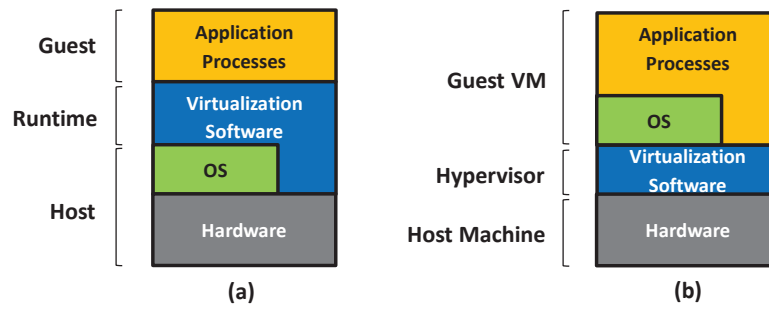 Guest
Application
Processes
Runtime
Virtualization
Software
OS
Host
Hardware
(a)
Guest VM
Application
Processes
OS
Hypervisor
Virtualization
Software
Host Machine
Hardware
(b)